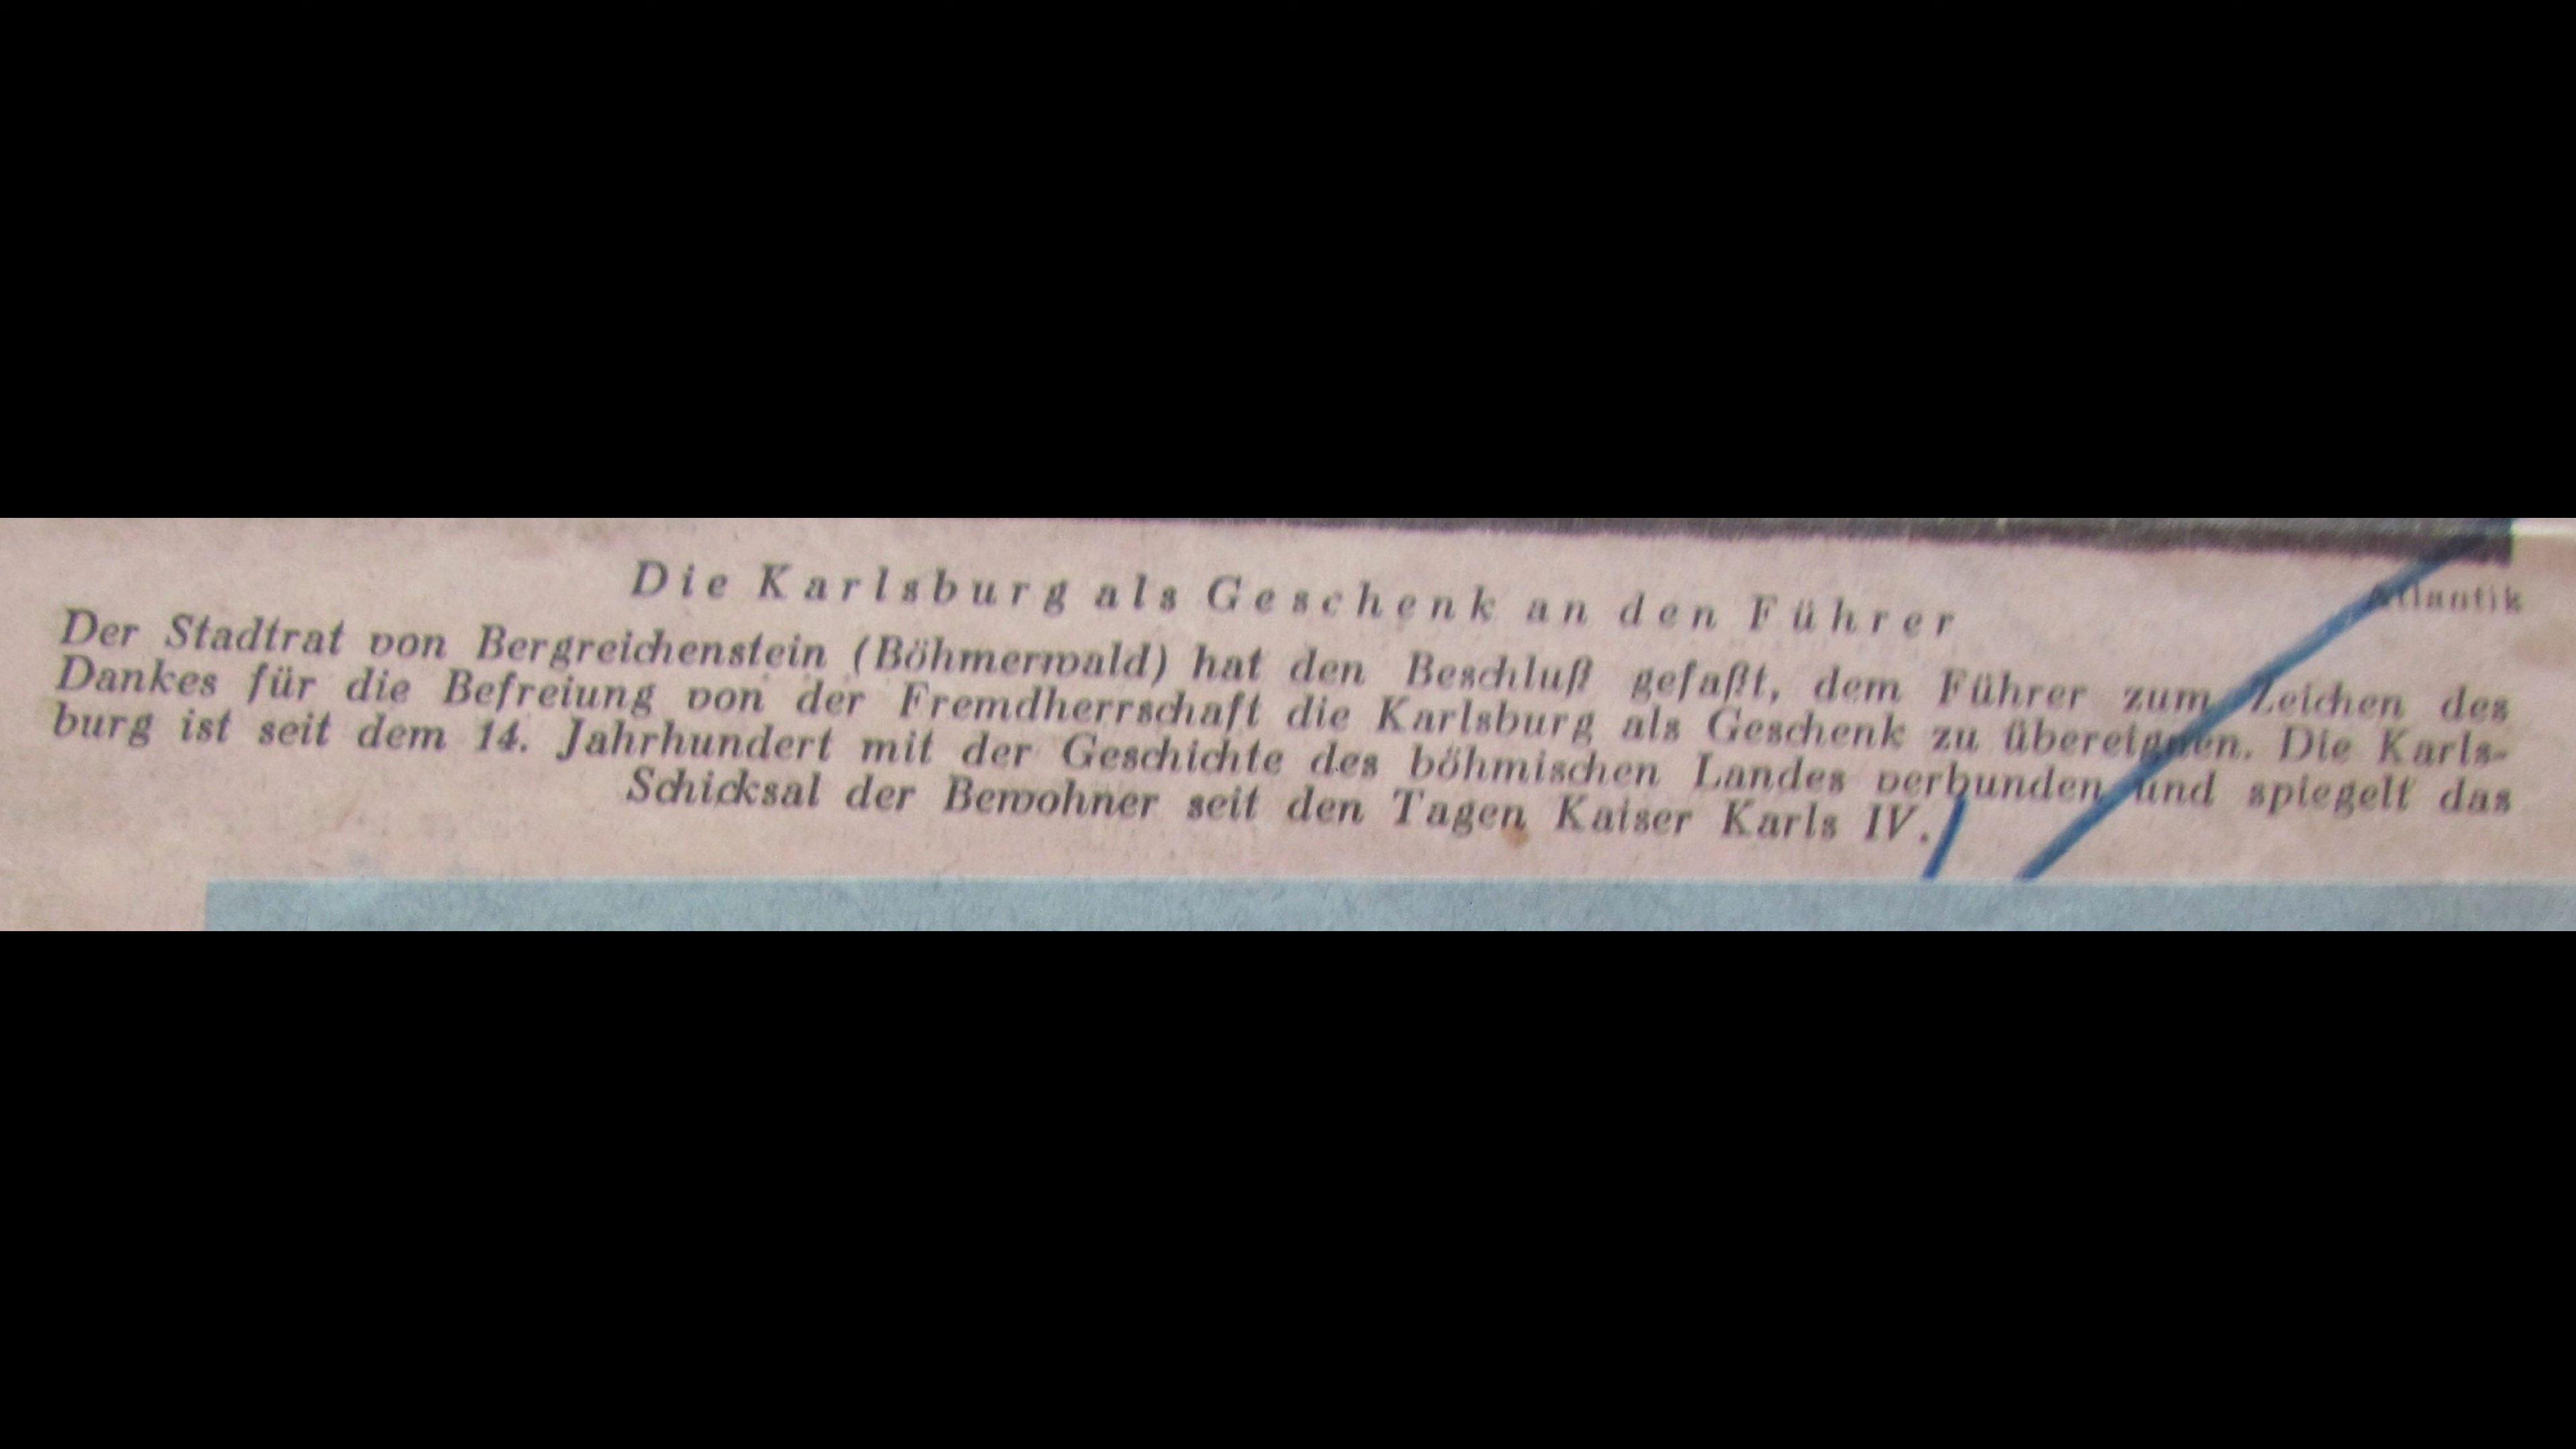 Atlantik
Die Karlsburg als Geschenk an den Führer
Der Stadtrat von Bergreichenstein (Böhmerwald) hat den Beschluß gefaßt, dem Führer zum Zeichen des
Dankes für die Befreiung von der Fremdherrschaft die Karlsburg als Geschenk zu übereignen. Die Karls-
burg ist seit dem 14. Jahrhundert mit der Geschichte des böhmischen Landes verbunden und spiegelt das
Schicksal der Bewohner seit den Tagen Kaiser Karls IV.